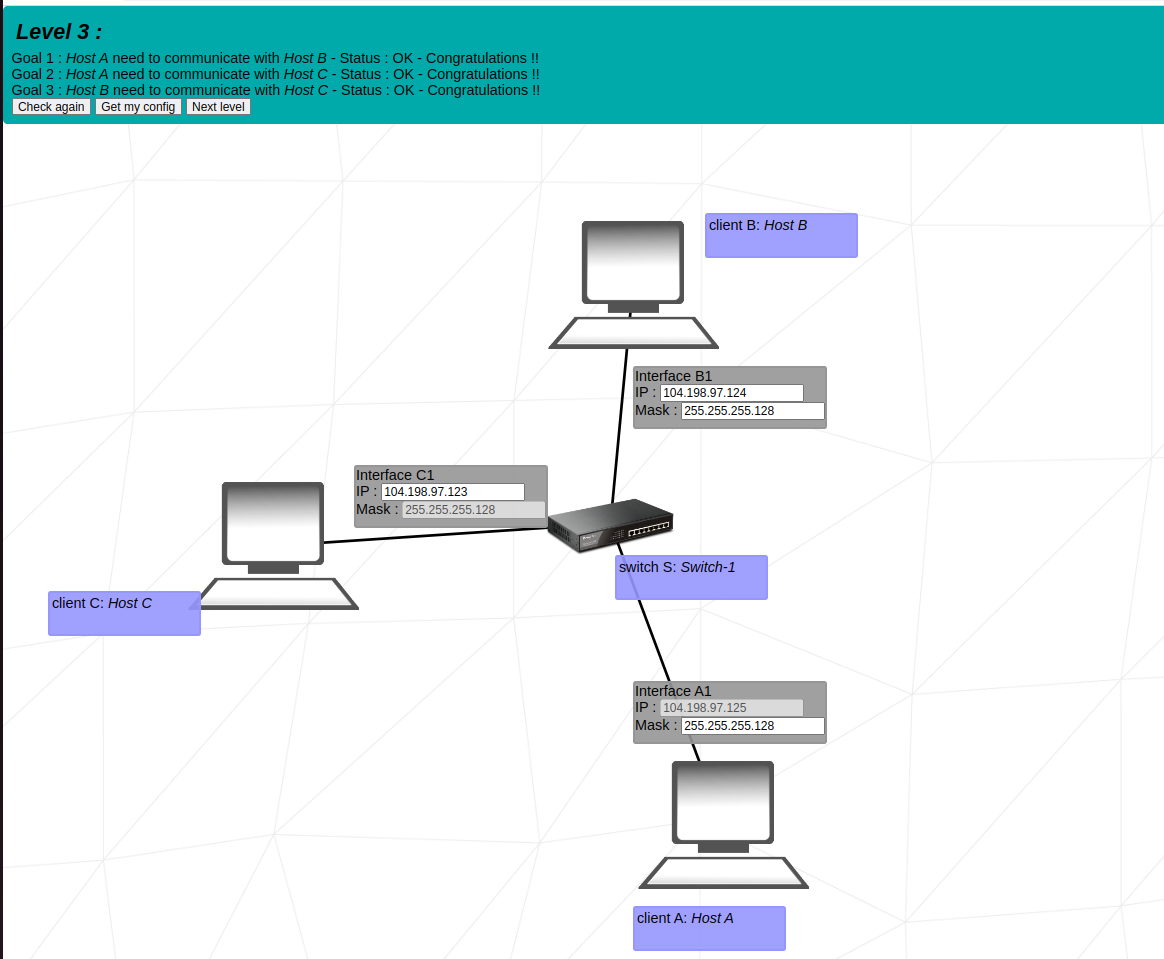 Level 3 :
Goal 1 : Host A need to communicate with Host B - Status : OK - Congratulations !!
Goal 2 : Host A need to communicate with Host C - Status : OK - Congratulations !!
Goal 3 : Host B need to communicate with Host C - Status : OK - Congratulations !!
Check again Get my config Next level
client B: Host B
Interface B1
IP : 104.198.97.124
Mask : 255.255.255.128
Interface C1
IP : 104.198.97.123
Mask : 255.255.255.128
switch S: Switch-1
client C: Host C
Interface A1
IP : 104.198.97.125
Mask : 255.255.255.128
client A: Host A